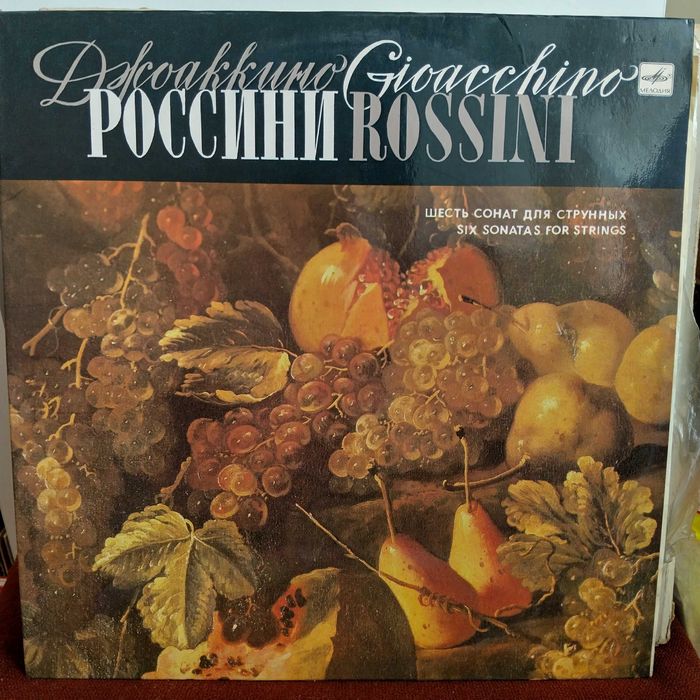 Джоаккино Gioacchino
РОССИНИ ROSSINI
МЕЛОДИЯ
ШЕСТЬ СОНАТ ДЛЯ СТРУННЫХ
SIX SONATAS FOR STRINGS